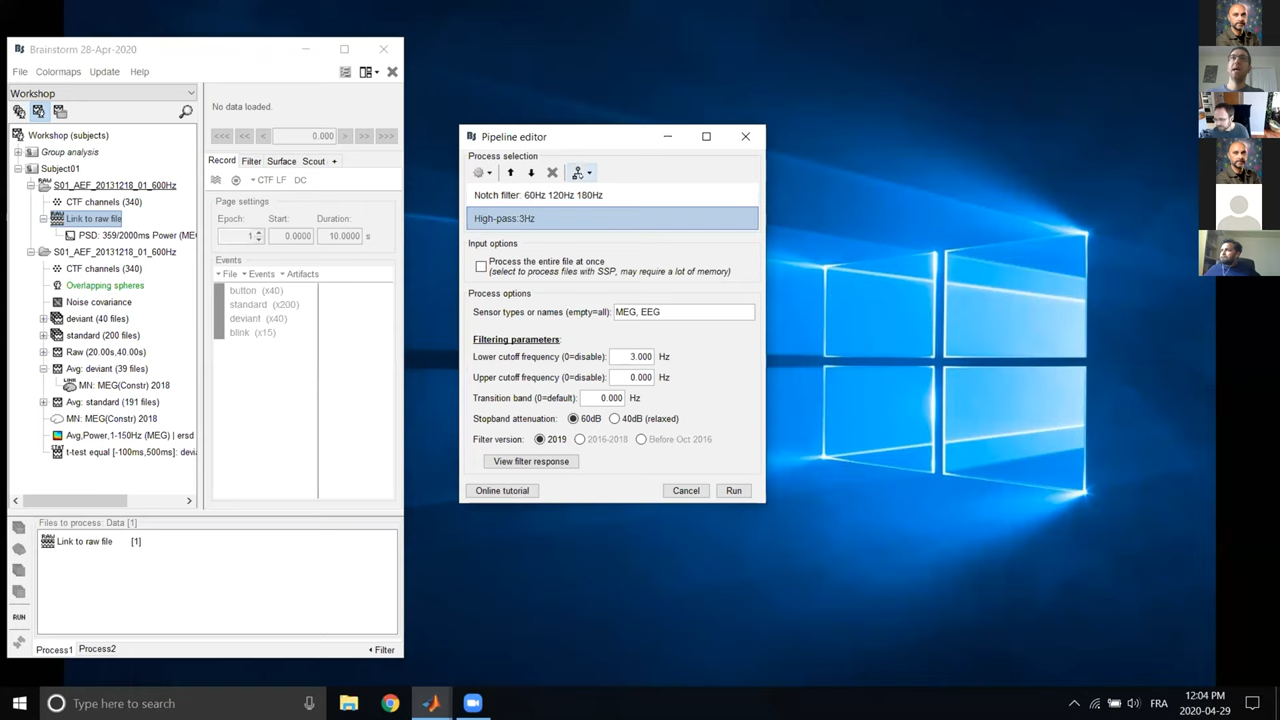 Brainstorm 28-Apr-2020
File Colormaps Update Help
Workshop
Workshop (subjects)
Group analysis
Subject01
S01_AEF_20131218_01_600Hz
CTF channels (340)
Link to raw file
PSD: 359/2000ms Power (ME
S01_AEF_20131218_01_600Hz
CTF channels (340)
Overlapping spheres
Noise covariance
deviant (40 files)
standard (200 files)
Raw (20.00s,40.00s)
Avg: deviant (39 files)
MN: MEG(Constr) 2018
Avg: standard (191 files)
MN: MEG(Constr) 2018
Avg,Power,1-150Hz (MEG) | ersd
t-test equal [-100ms,500ms]: devi
No data loaded.
<<< << < 0.000 > >> >>>
Record Filter Surface Scout +
CTF LF DC
Page settings
Epoch: Start: Duration:
1 0.0000 10.0000 s
Events
File Events Artifacts
button (x40)
standard (x200)
deviant (x40)
blink (x15)
Files to process: Data [1]
Link to raw file [1]
RUN
Process1 Process2 Filter
Pipeline editor
Process selection
Notch filter: 60Hz 120Hz 180Hz
High-pass:3Hz
Input options
Process the entire file at once
(select to process files with SSP, may require a lot of memory)
Process options
Sensor types or names (empty=all): MEG, EEG
Filtering parameters:
Lower cutoff frequency (0=disable): 3.000 Hz
Upper cutoff frequency (0=disable): 0.000 Hz
Transition band (0=default): 0.000 Hz
Stopband attenuation: 60dB 40dB (relaxed)
Filter version: 2019 2016-2018 Before Oct 2016
View filter response
Online tutorial Cancel Run
Type here to search
FRA
12:04 PM
2020-04-29